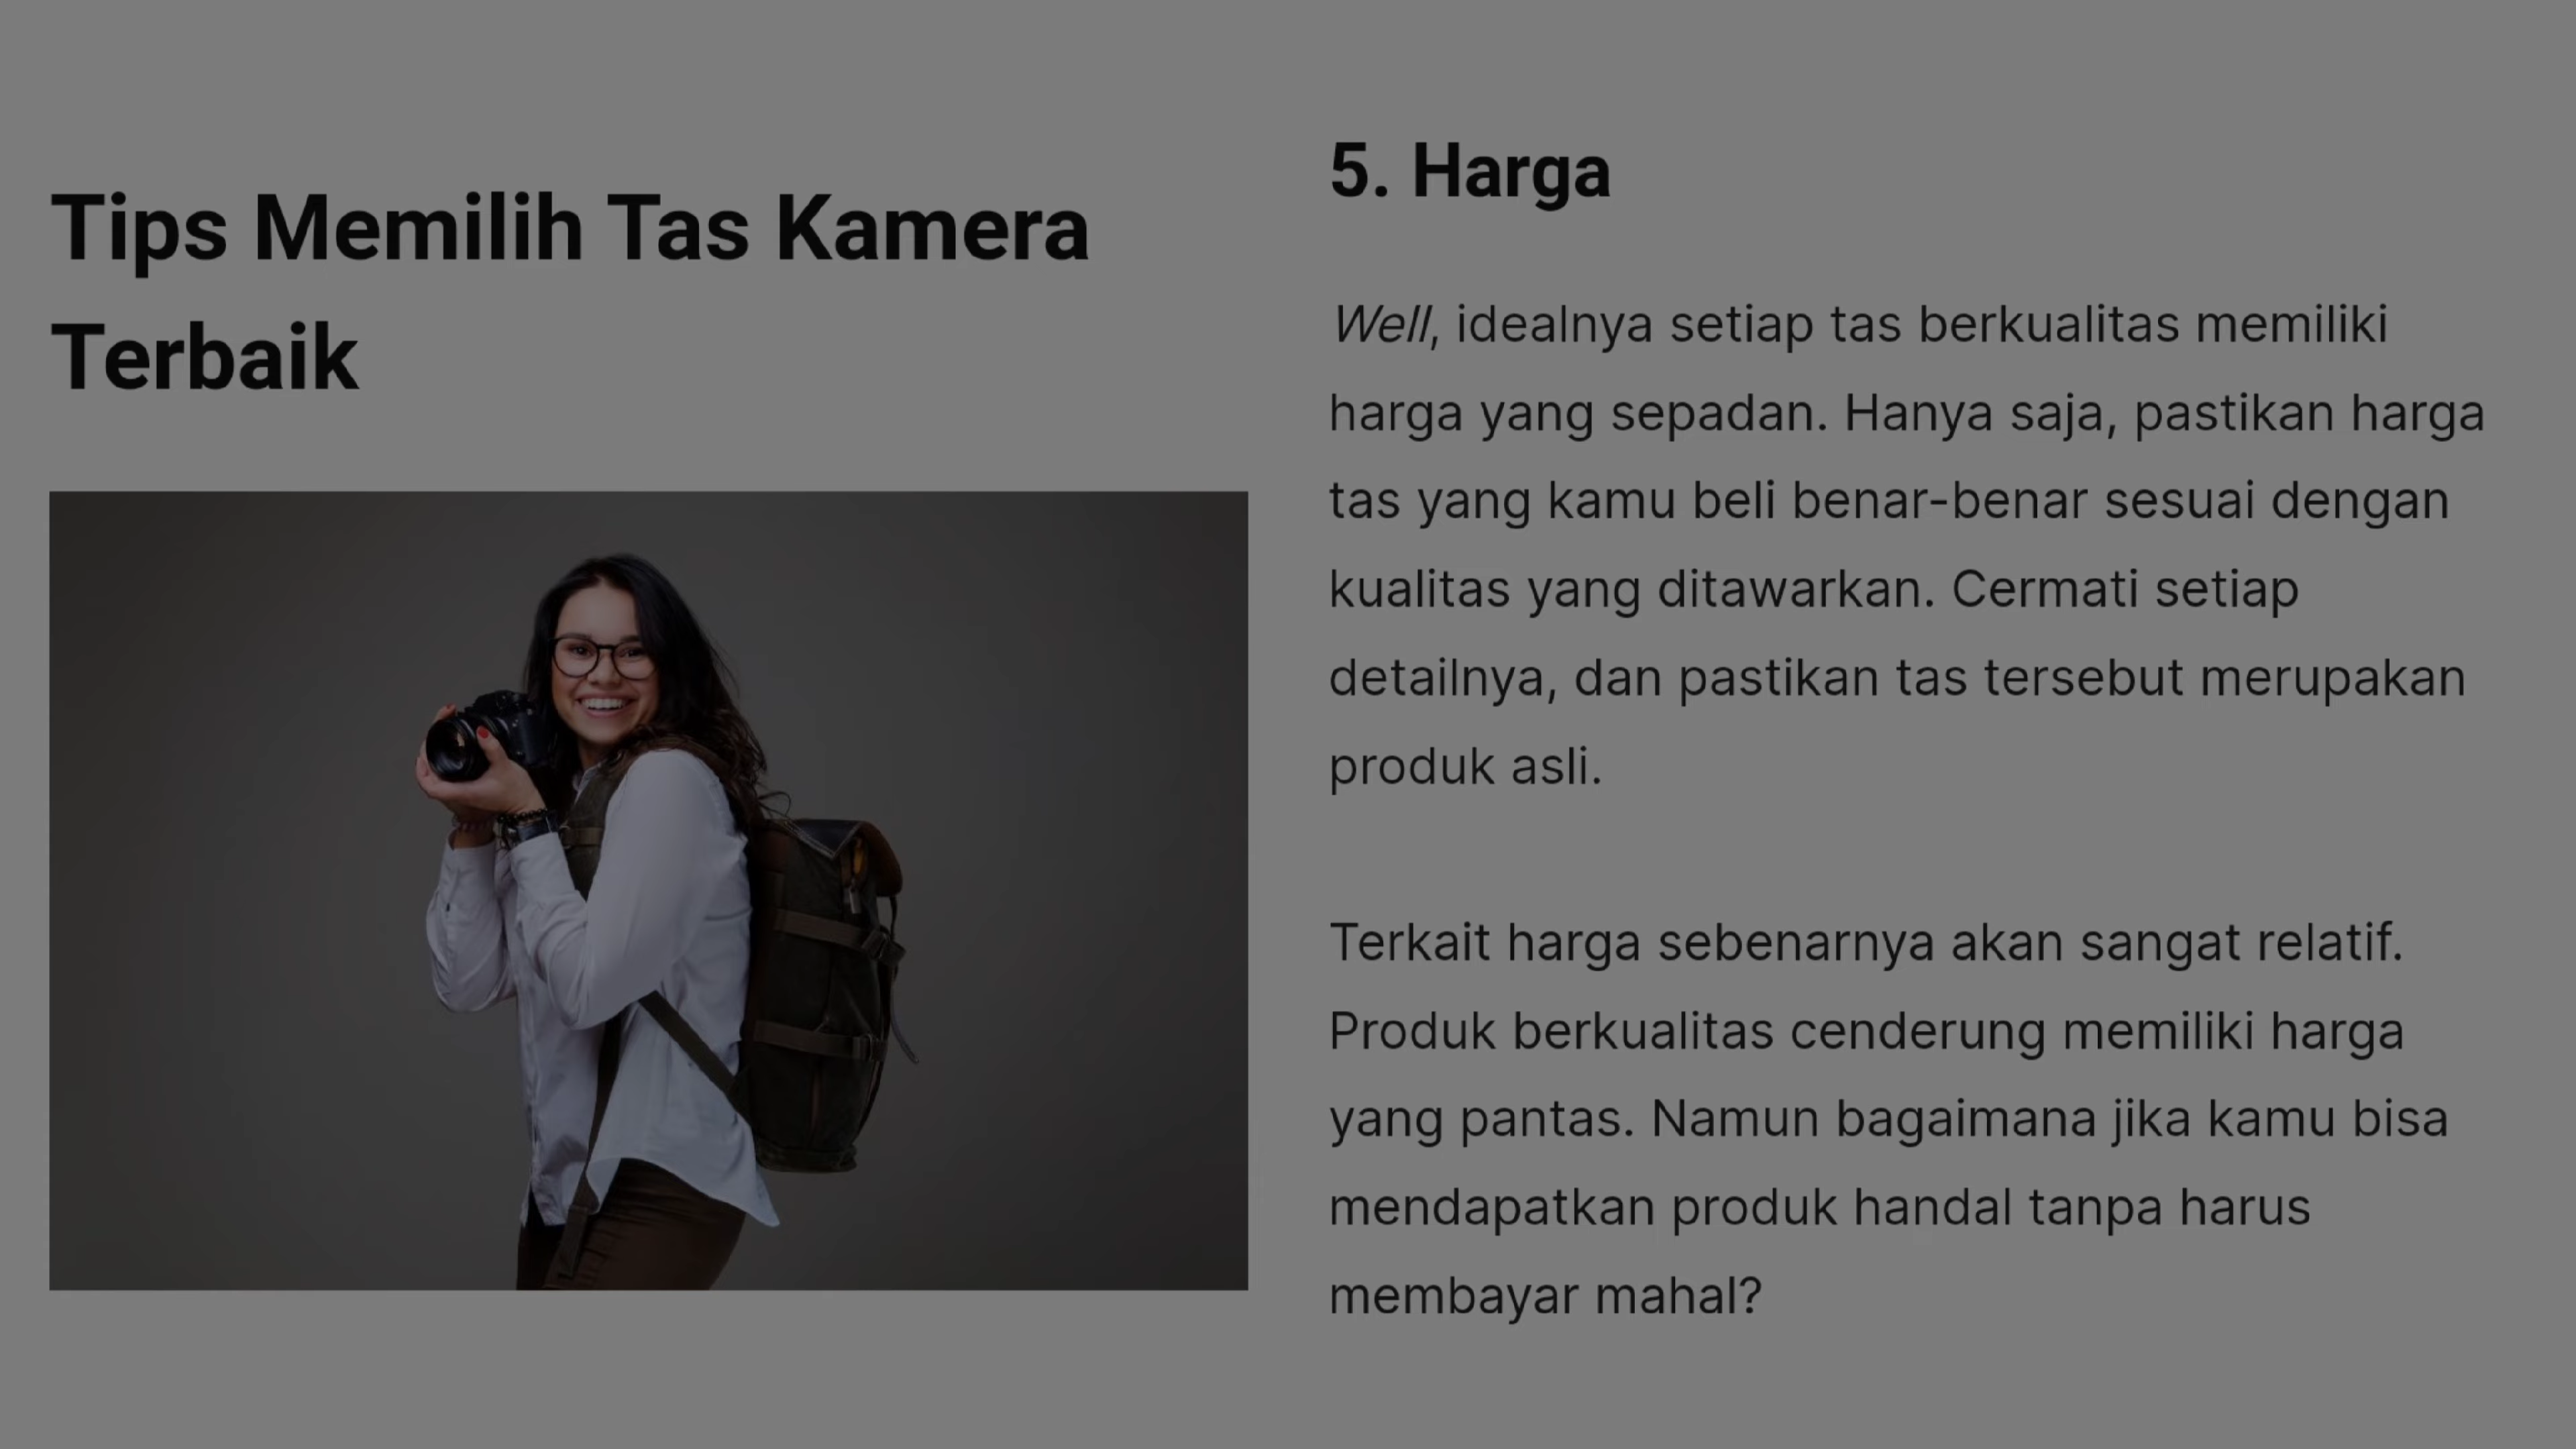 Tips Memilih Tas Kamera
Terbaik
5. Harga
Well, idealnya setiap tas berkualitas memiliki
harga yang sepadan. Hanya saja, pastikan harga
tas yang kamu beli benar-benar sesuai dengan
kualitas yang ditawarkan. Cermati setiap
detailnya, dan pastikan tas tersebut merupakan
produk asli.
Terkait harga sebenarnya akan sangat relatif.
Produk berkualitas cenderung memiliki harga
yang pantas. Namun bagaimana jika kamu bisa
mendapatkan produk handal tanpa harus
membayar mahal?